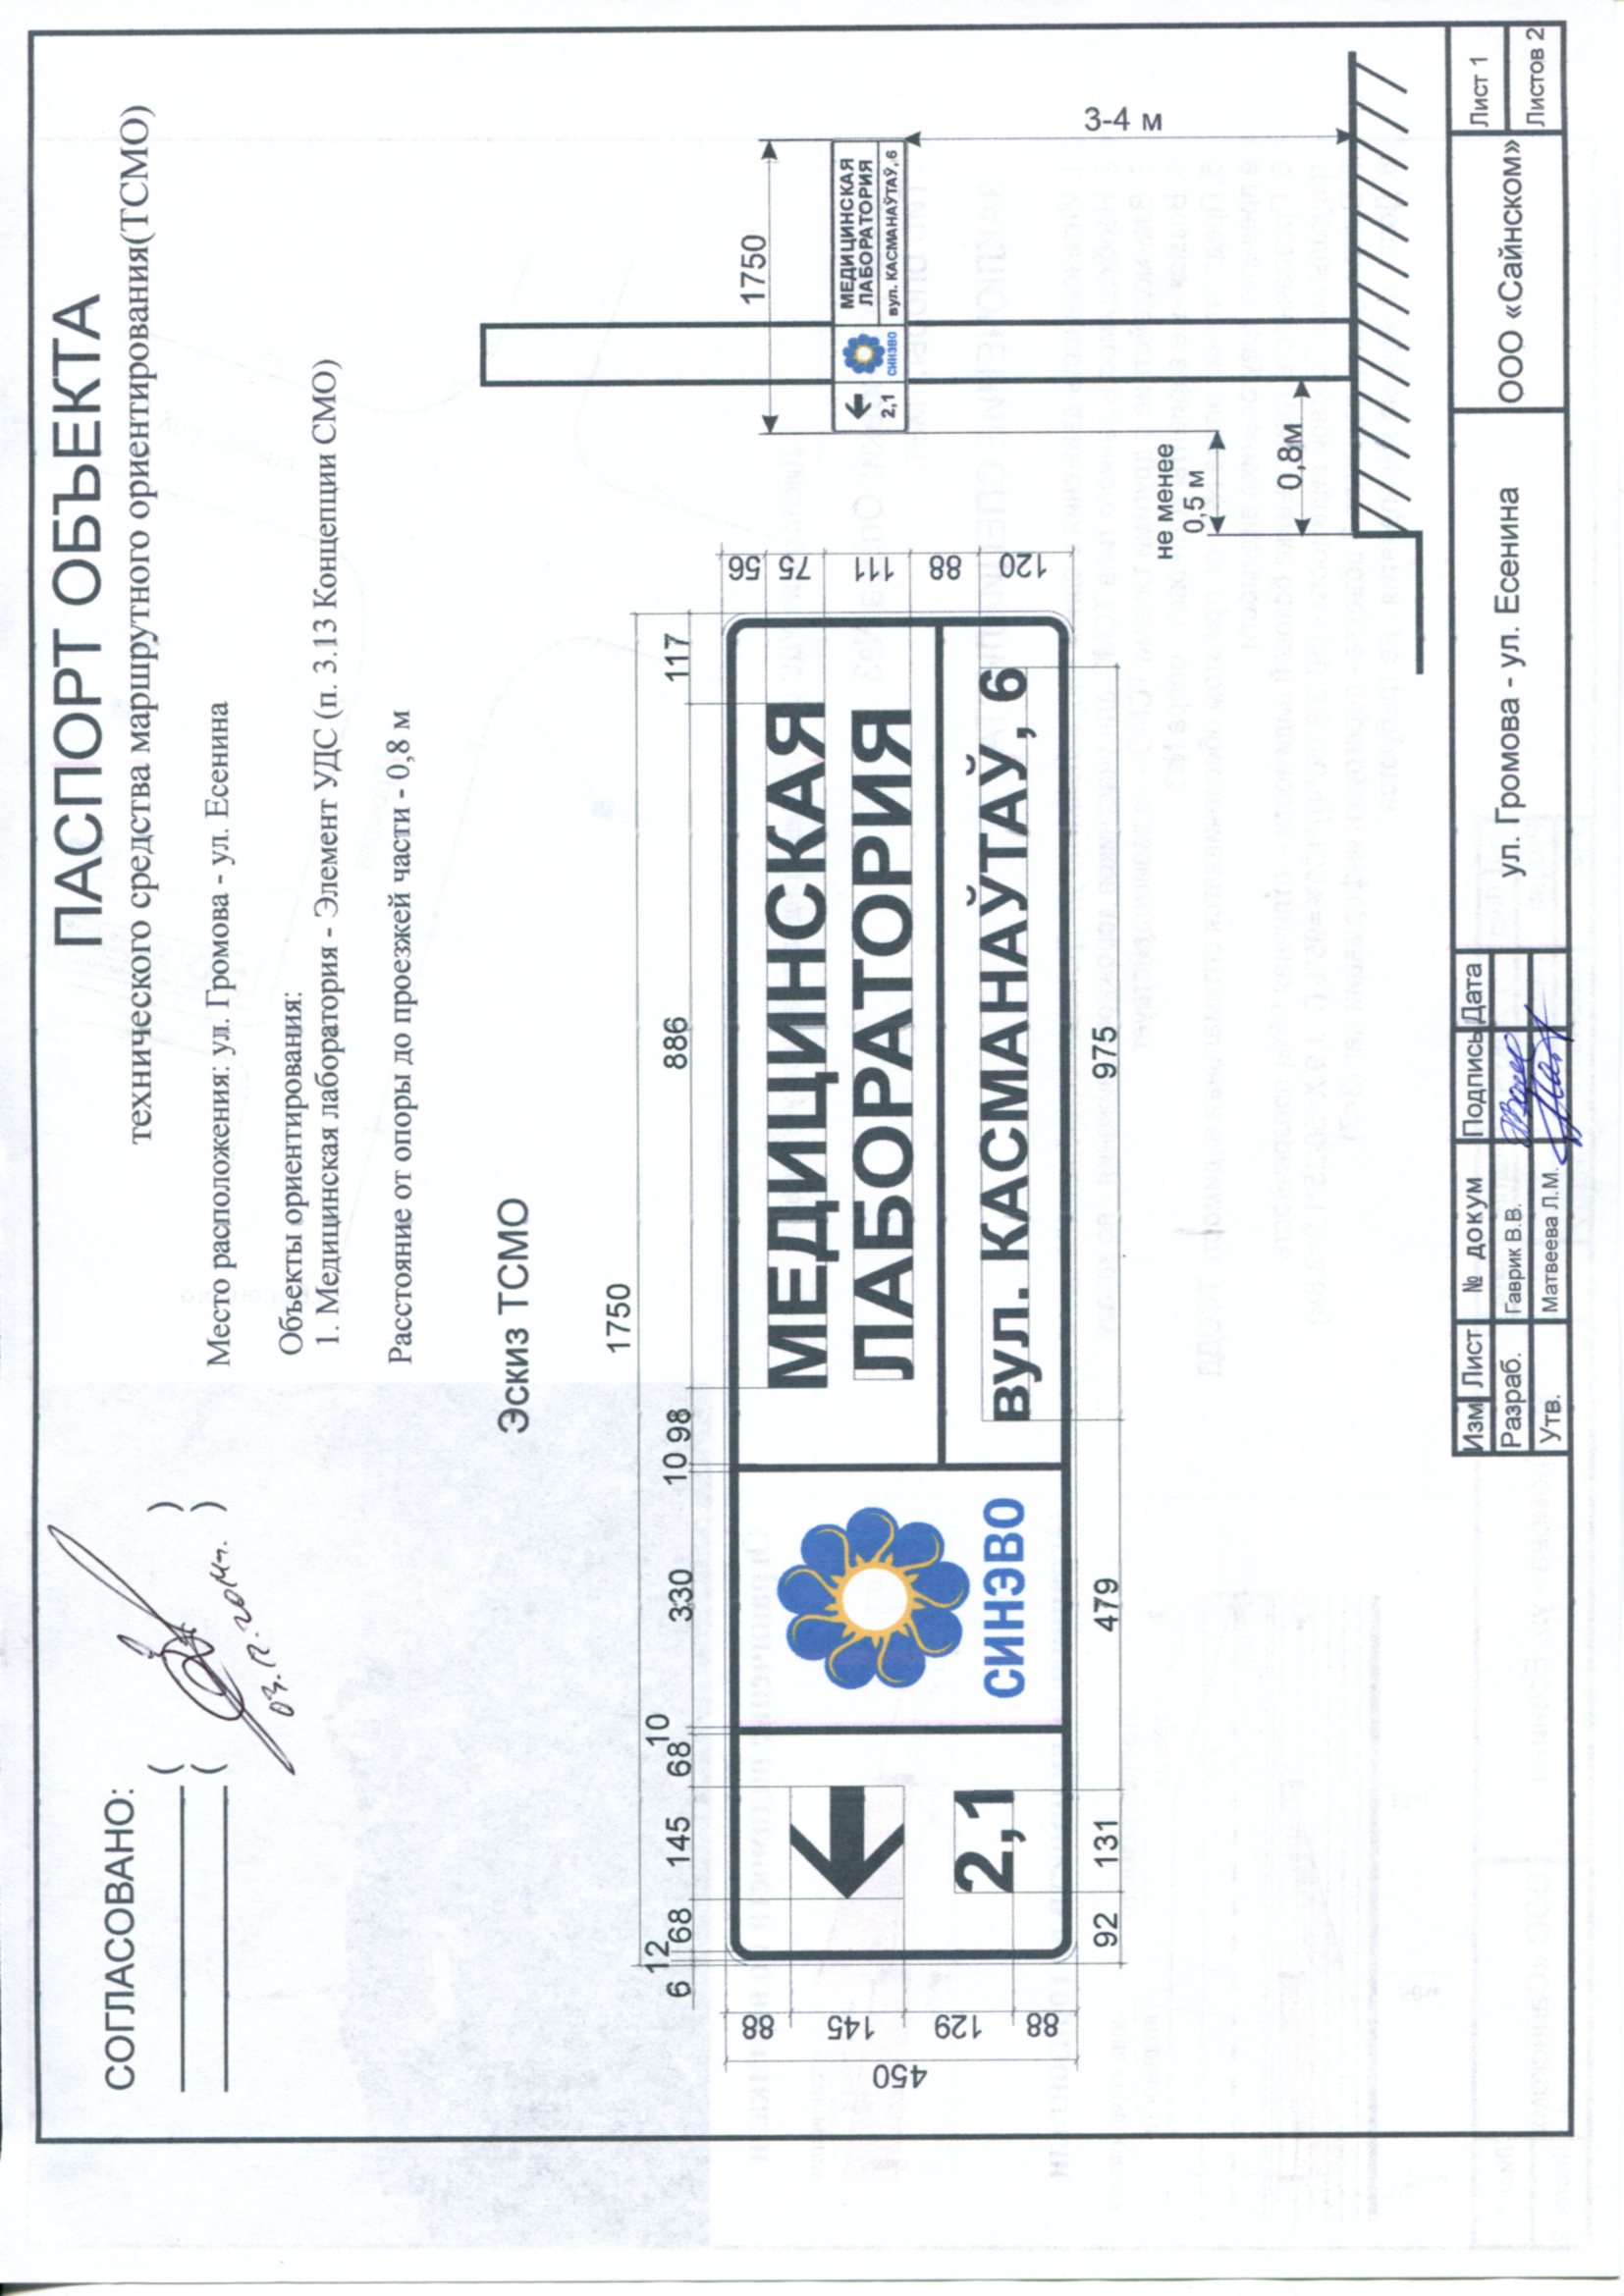 СОГЛАСОВАНО:
( )
( )
03.12.2014г.
ПАСПОРТ ОБЪЕКТА
технического средства маршрутного ориентирования(ТСМО)
Место расположения: ул. Громова - ул. Есенина
Объекты ориентирования:
1. Медицинская лаборатория - Элемент УДС (п. 3.13 Концепции СМО)
Расстояние от опоры до проезжей части - 0,8 м
Эскиз ТСМО
1750
6 12 68 145 68 10 330 10 98 886 117
88 145 129 88
450
2,1
СИНЭВО
МЕДИЦИНСКАЯ
ЛАБОРАТОРИЯ
вул. КАСМАНАЎТАЎ, 6
56 75 111 88 120
92 131 479 975
1750
2,1
СИНЭВО
МЕДИЦИНСКАЯ
ЛАБОРАТОРИЯ
вул. КАСМАНАЎТАЎ, 6
3-4 м
не менее
0,5 м
0,8м
Изм Лист № докум Подпись Дата
Разраб. Гаврик В.В.
Утв. Матвеева Л.М.
ул. Громова - ул. Есенина
ООО «Сайнском»
Лист 1
Листов 2